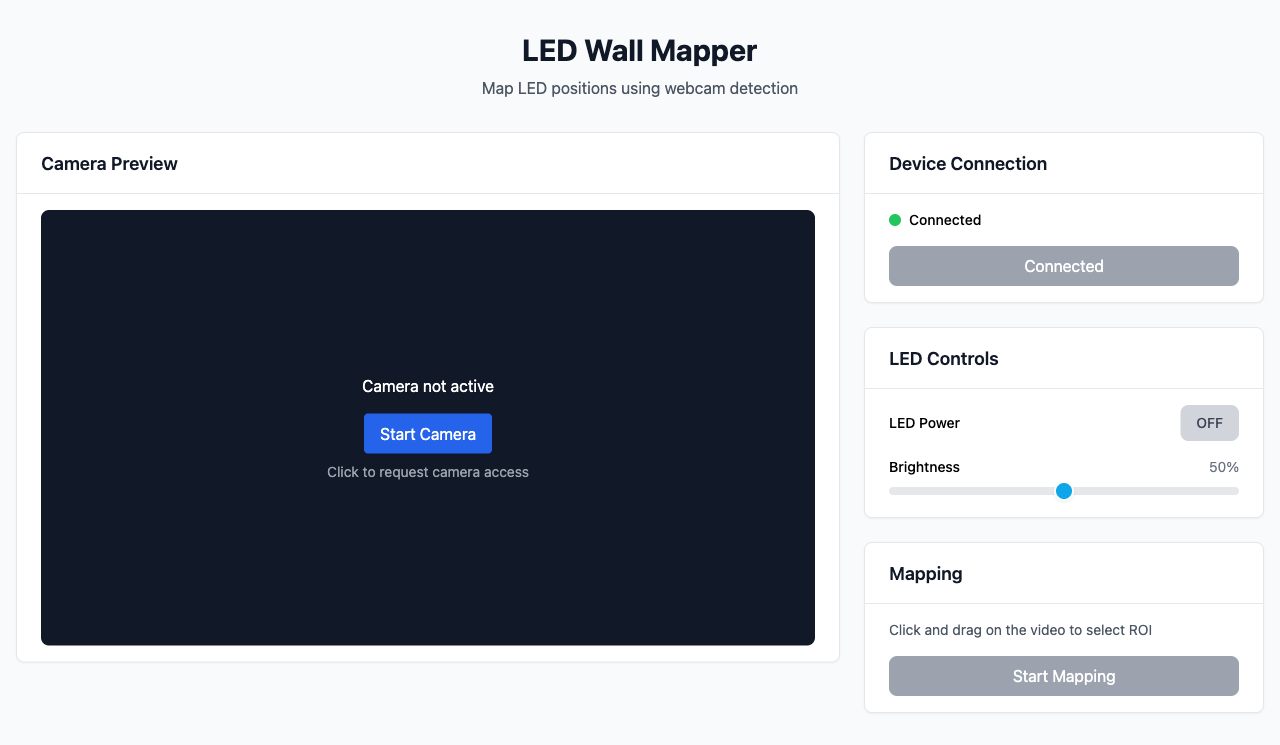 LED Wall Mapper
Map LED positions using webcam detection
Camera Preview
Camera not active
Start Camera
Click to request camera access
Device Connection
Connected
Connected
LED Controls
LED Power
OFF
Brightness
50%
Mapping
Click and drag on the video to select ROI
Start Mapping